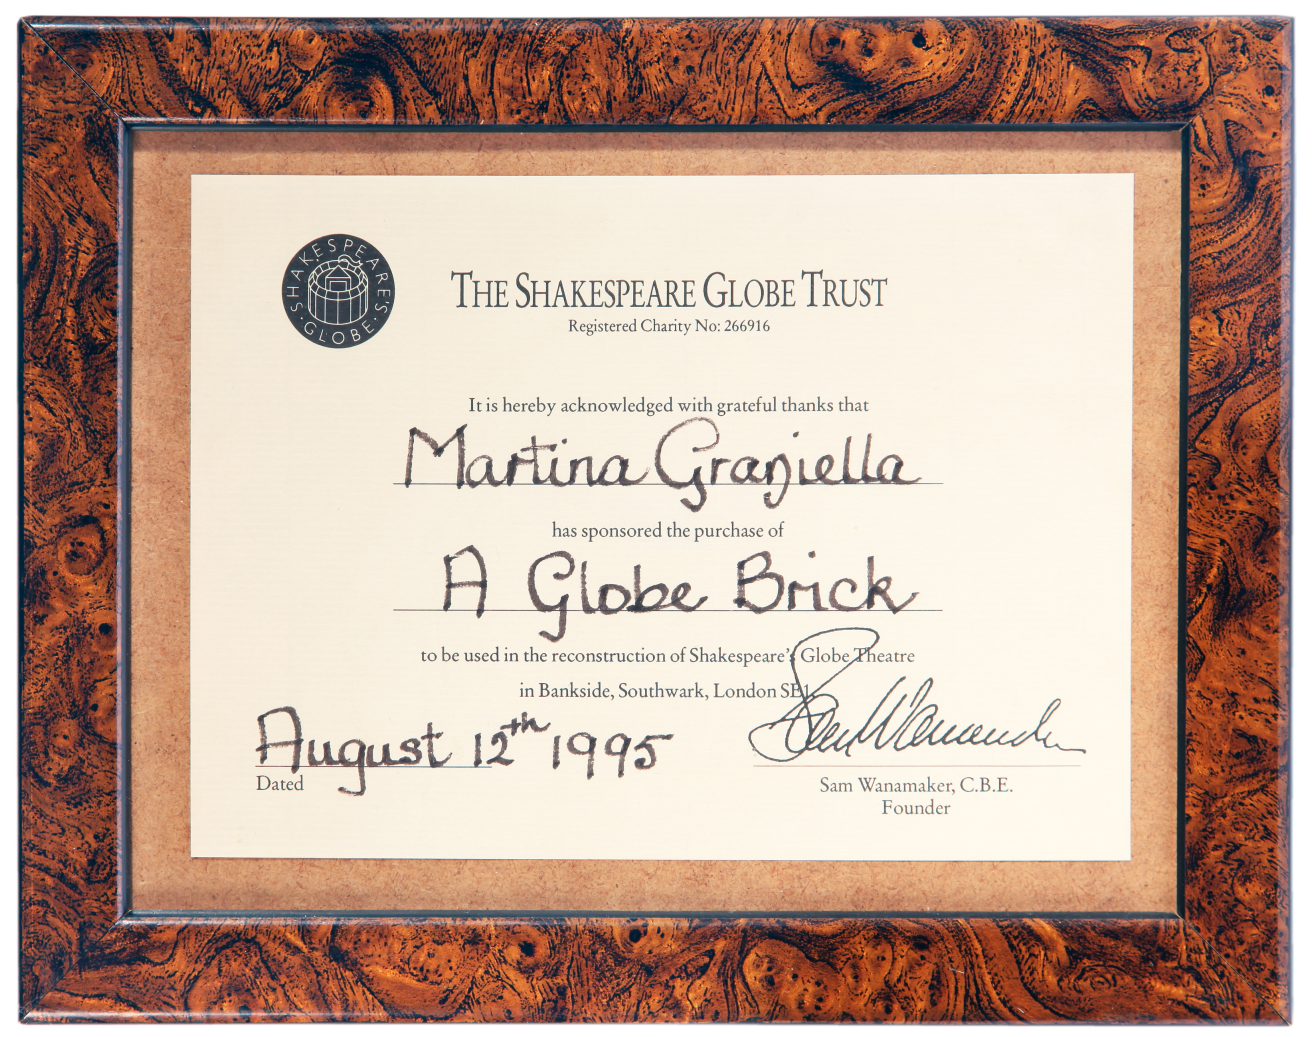 SHAKESPEARE'S · GLOBE ·
THE SHAKESPEARE GLOBE TRUST
Registered Charity No: 266916
It is hereby acknowledged with grateful thanks that
Martina Graziella
has sponsored the purchase of
A Globe Brick
to be used in the reconstruction of Shakespeare's Globe Theatre
in Bankside, Southwark, London SE1
August 12th 1995
Sam Wanamaker
Dated
Sam Wanamaker, C.B.E.
Founder